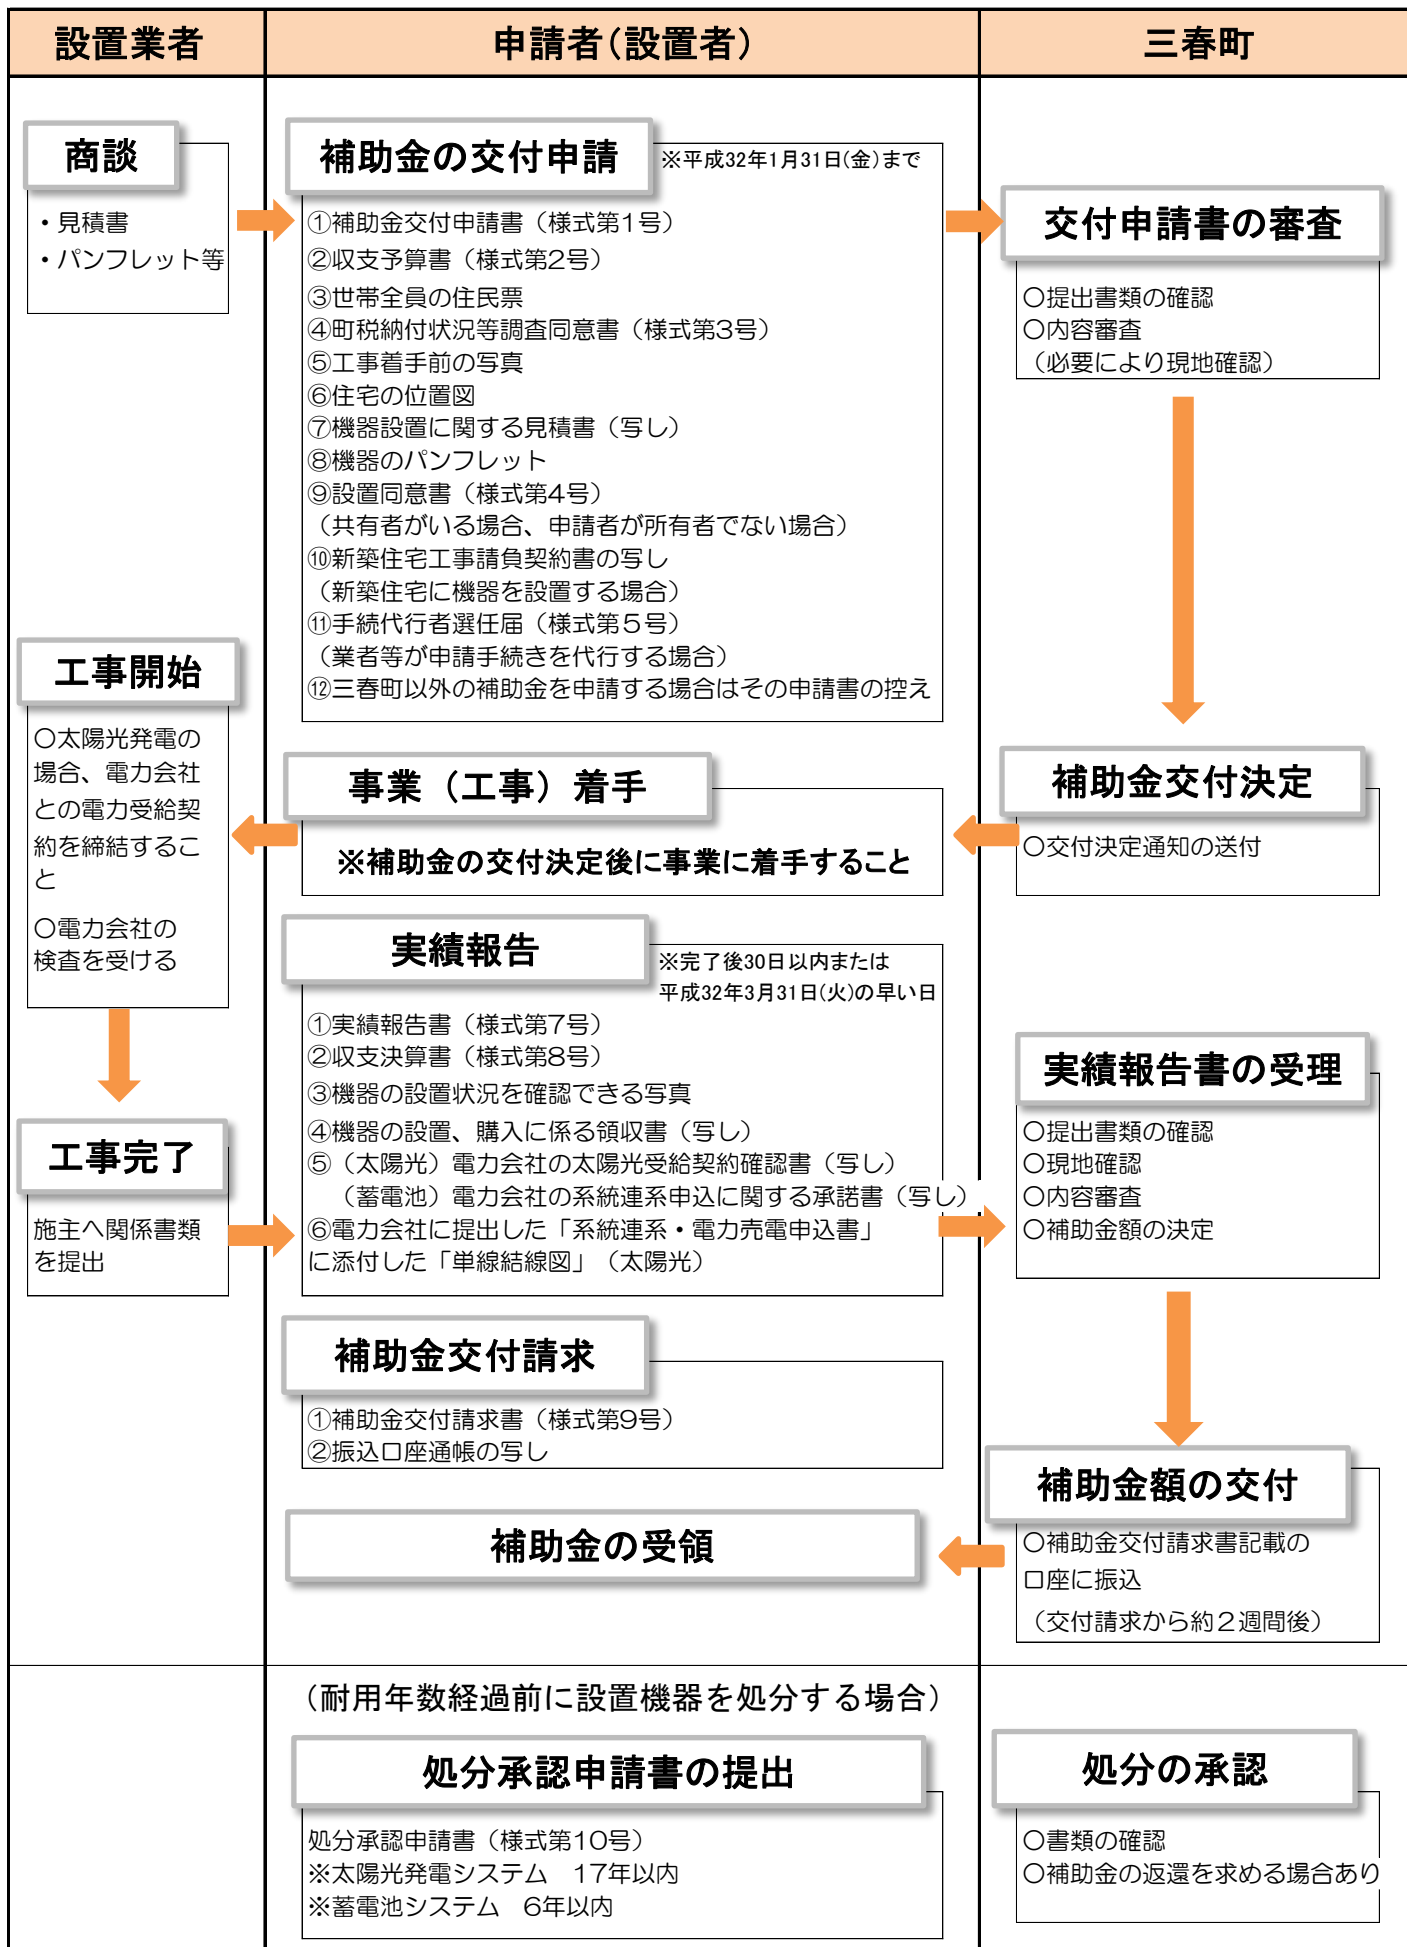 設置業者
申請者(設置者)
三春町
商談
・見積書
・パンフレット等
補助金の交付申請
※平成32年1月31日(金)まで
①補助金交付申請書（様式第1号）
②収支予算書（様式第2号）
③世帯全員の住民票
④町税納付状況等調査同意書（様式第3号）
⑤工事着手前の写真
⑥住宅の位置図
⑦機器設置に関する見積書（写し）
⑧機器のパンフレット
⑨設置同意書（様式第4号）
（共有者がいる場合、申請者が所有者でない場合）
⑩新築住宅工事請負契約書の写し
（新築住宅に機器を設置する場合）
⑪手続代行者選任届（様式第５号）
（業者等が申請手続きを代行する場合）
⑫三春町以外の補助金を申請する場合はその申請書の控え
交付申請書の審査
〇提出書類の確認
〇内容審査
（必要により現地確認）
補助金交付決定
〇交付決定通知の送付
事業（工事）着手
※補助金の交付決定後に事業に着手すること
工事開始
〇太陽光発電の
場合、電力会社
との電力受給契
約を締結するこ
と
〇電力会社の
検査を受ける
工事完了
施主へ関係書類
を提出
実績報告
※完了後30日以内または
平成32年3月31日(火)の早い日
①実績報告書（様式第7号）
②収支決算書（様式第8号）
③機器の設置状況を確認できる写真
④機器の設置、購入に係る領収書（写し）
⑤（太陽光）電力会社の太陽光受給契約確認書（写し）
（蓄電池）電力会社の系統連系申込に関する承諾書（写し）
⑥電力会社に提出した「系統連系・電力売電申込書」
に添付した「単線結線図」（太陽光）
実績報告書の受理
〇提出書類の確認
〇現地確認
〇内容審査
〇補助金額の決定
補助金交付請求
①補助金交付請求書（様式第9号）
②振込口座通帳の写し
補助金額の交付
〇補助金交付請求書記載の
口座に振込
（交付請求から約２週間後）
補助金の受領
（耐用年数経過前に設置機器を処分する場合）
処分承認申請書の提出
処分承認申請書（様式第10号）
※太陽光発電システム　17年以内
※蓄電池システム　6年以内
処分の承認
〇書類の確認
〇補助金の返還を求める場合あり